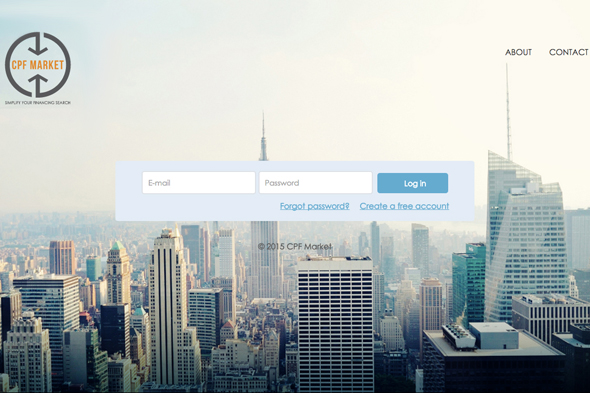 ABOUT CONTACT
CPF MARKET
SIMPLIFY YOUR FINANCING SEARCH
E-mail Password Log in
Forgot password? Create a free account
© 2015 CPF Market